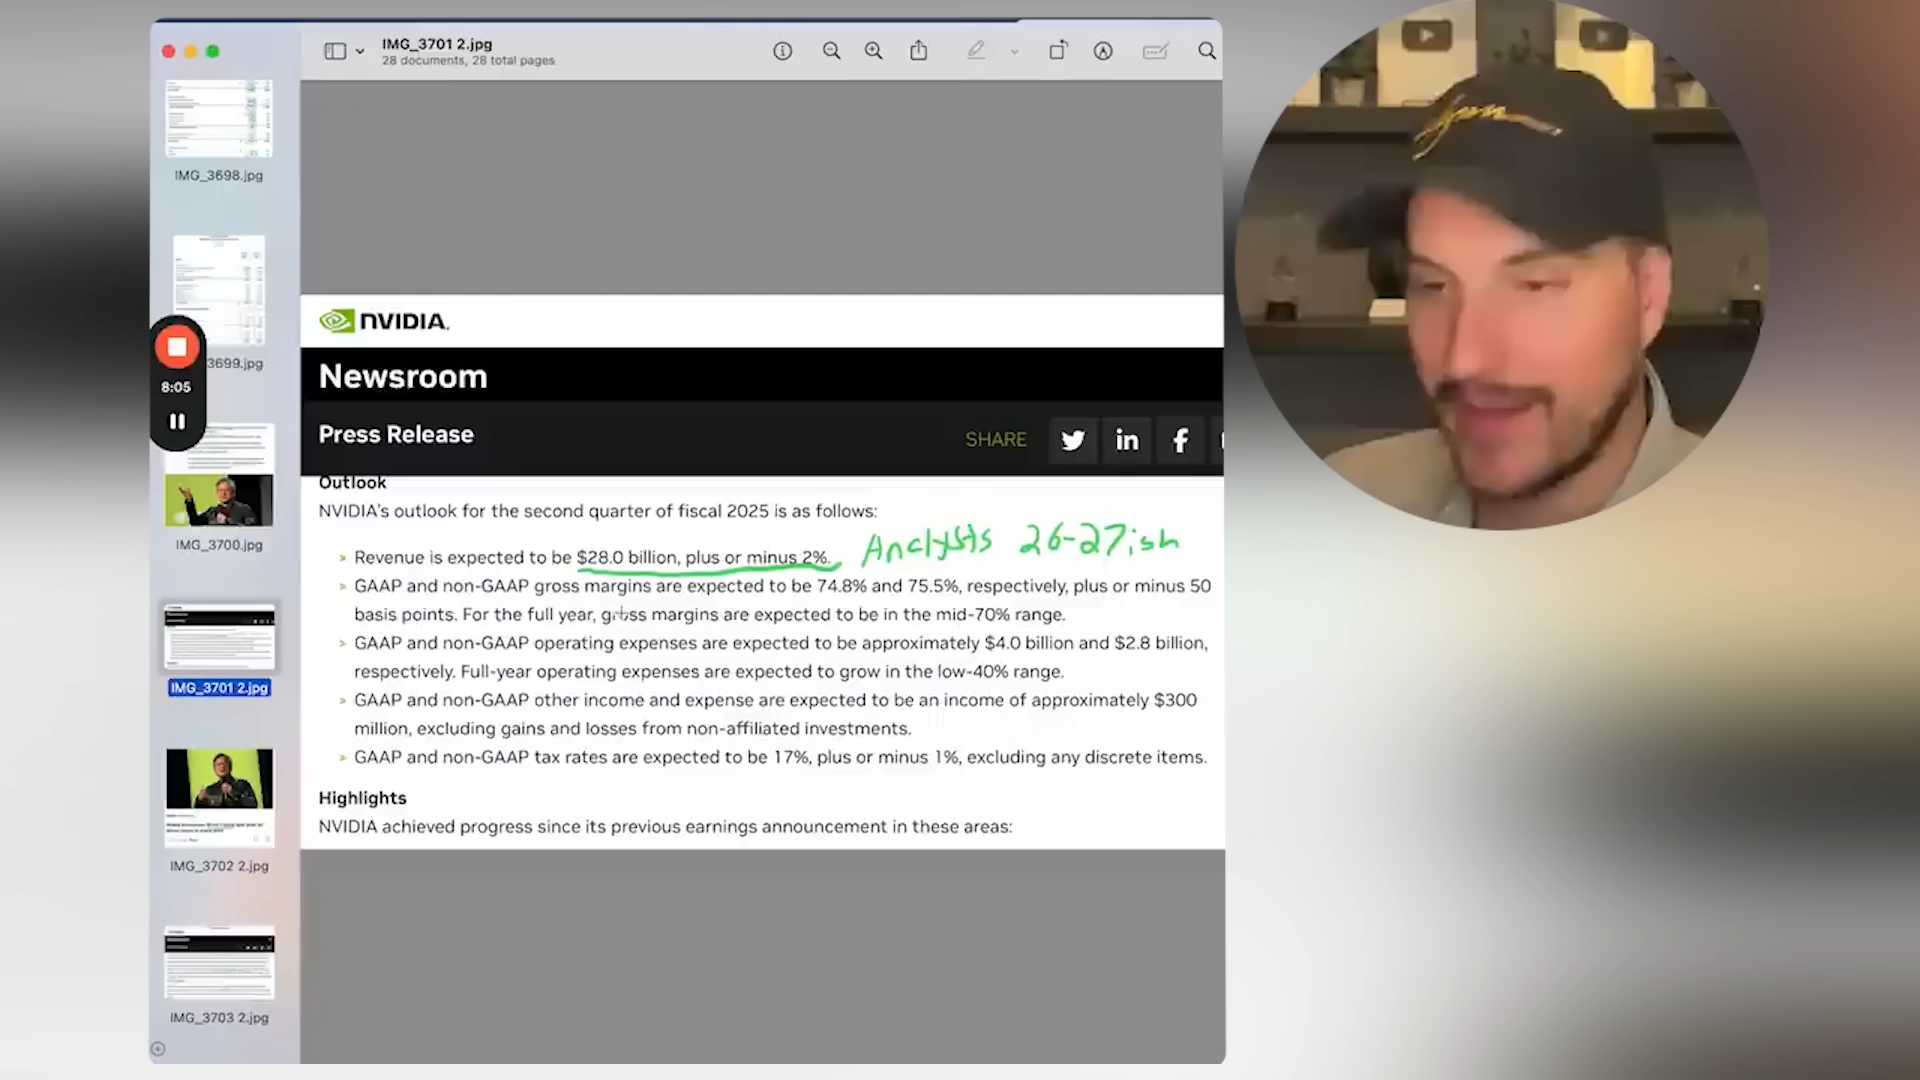 IMG_3701 2.jpg
28 documents, 28 total pages
IMG_3698.jpg
3699.jpg
8:05
IMG_3700.jpg
IMG_3701 2.jpg
IMG_3702 2.jpg
IMG_3703 2.jpg
NVIDIA.
Newsroom
Press Release
SHARE
Outlook
NVIDIA's outlook for the second quarter of fiscal 2025 is as follows:
Analysts 26-27ish
Revenue is expected to be $28.0 billion, plus or minus 2%.
GAAP and non-GAAP gross margins are expected to be 74.8% and 75.5%, respectively, plus or minus 50
basis points. For the full year, gross margins are expected to be in the mid-70% range.
GAAP and non-GAAP operating expenses are expected to be approximately $4.0 billion and $2.8 billion,
respectively. Full-year operating expenses are expected to grow in the low-40% range.
GAAP and non-GAAP other income and expense are expected to be an income of approximately $300
million, excluding gains and losses from non-affiliated investments.
GAAP and non-GAAP tax rates are expected to be 17%, plus or minus 1%, excluding any discrete items.
Highlights
NVIDIA achieved progress since its previous earnings announcement in these areas: